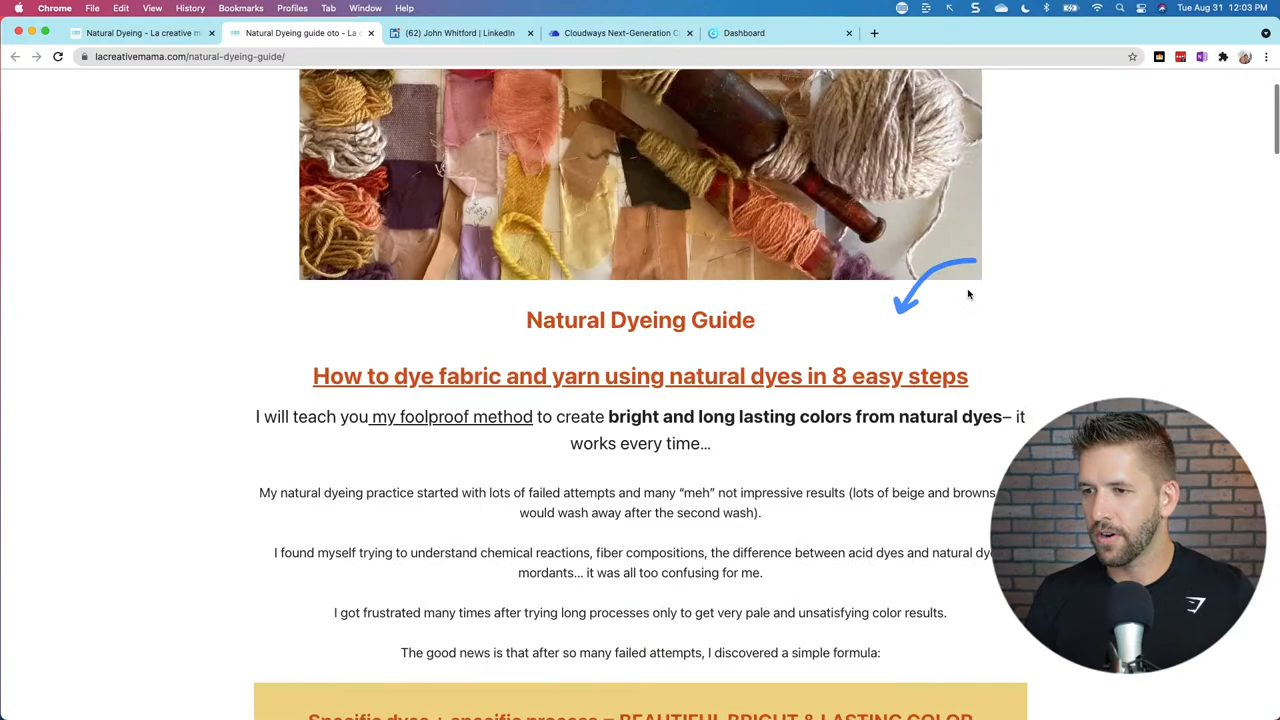 Chrome File Edit View History Bookmarks Profiles Tab Window Help Tue Aug 31 12:03 PM
Natural Dyeing - La creative m Natural Dyeing guide oto - La c (62) John Whitford | LinkedIn Cloudways Next-Generation C Dashboard
lacreativemama.com/natural-dyeing-guide/
Natural Dyeing Guide
How to dye fabric and yarn using natural dyes in 8 easy steps
I will teach you my foolproof method to create bright and long lasting colors from natural dyes– it
works every time…
My natural dyeing practice started with lots of failed attempts and many “meh” not impressive results (lots of beige and browns
would wash away after the second wash).
I found myself trying to understand chemical reactions, fiber compositions, the difference between acid dyes and natural dy
mordants… it was all too confusing for me.
I got frustrated many times after trying long processes only to get very pale and unsatisfying color results.
The good news is that after so many failed attempts, I discovered a simple formula:
Specific dyes + specific process = BEAUTIFUL BRIGHT & LASTING COLOR